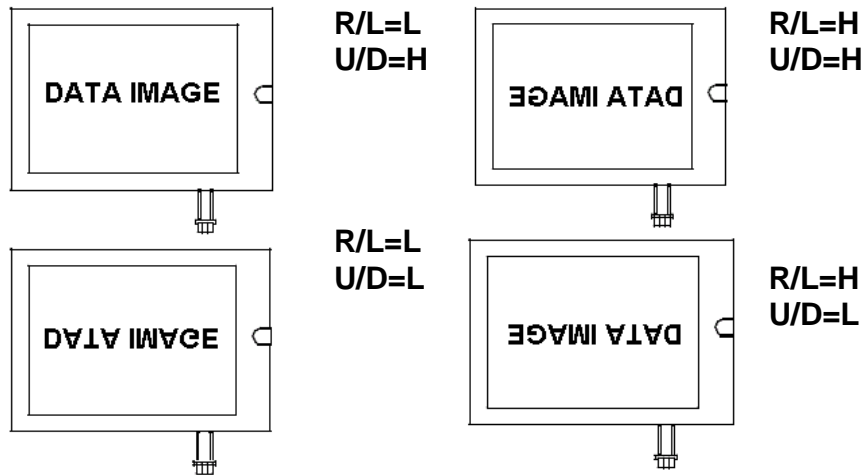 R/L=L
U/D=H
DATA IMAGE
R/L=H
U/D=H
DATA IMAGE
R/L=L
U/D=L
DATA IMAGE
R/L=H
U/D=L
DATA IMAGE